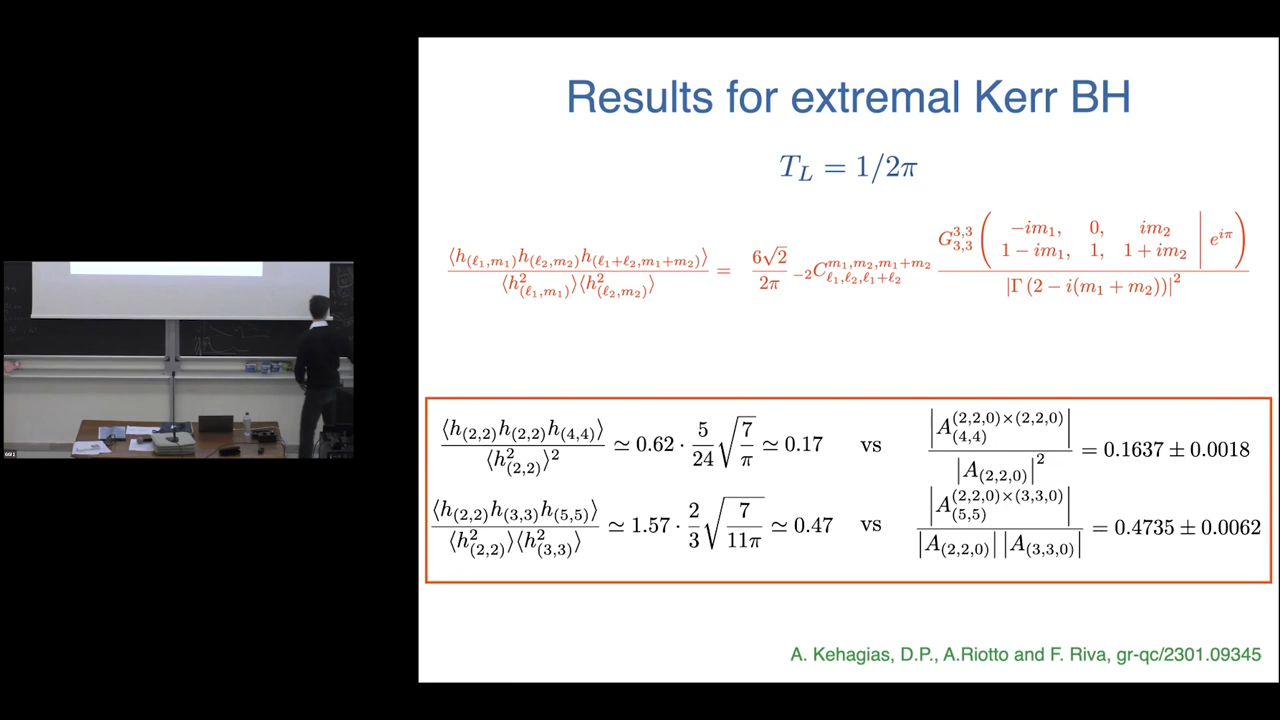 Results for extremal Kerr BH
T_L = 1/2π
⟨h_(ℓ₁,m₁) h_(ℓ₂,m₂) h_(ℓ₁+ℓ₂,m₁+m₂)⟩ / ⟨h²_(ℓ₁,m₁)⟩⟨h²_(ℓ₂,m₂)⟩ = 6√2 / 2π ₋₂C^{m₁,m₂,m₁+m₂}_{ℓ₁,ℓ₂,ℓ₁+ℓ₂} G^{3,3}_{3,3} ( −im₁, 0, im₂ ; 1 − im₁, 1, 1 + im₂ | e^{iπ} ) / |Γ (2 − i(m₁ + m₂))|²
⟨h_(2,2) h_(2,2) h_(4,4)⟩ / ⟨h²_(2,2)⟩² ≃ 0.62 · 5/24 √(7/π) ≃ 0.17 vs |A_(4,4)^{(2,2,0)×(2,2,0)}| / |A_(2,2,0)|² = 0.1637 ± 0.0018
⟨h_(2,2) h_(3,3) h_(5,5)⟩ / ⟨h²_(2,2)⟩⟨h²_(3,3)⟩ ≃ 1.57 · 2/3 √(7/11π) ≃ 0.47 vs |A_(5,5)^{(2,2,0)×(3,3,0)}| / |A_(2,2,0)| |A_(3,3,0)| = 0.4735 ± 0.0062
A. Kehagias, D.P., A.Riotto and F. Riva, gr-qc/2301.09345